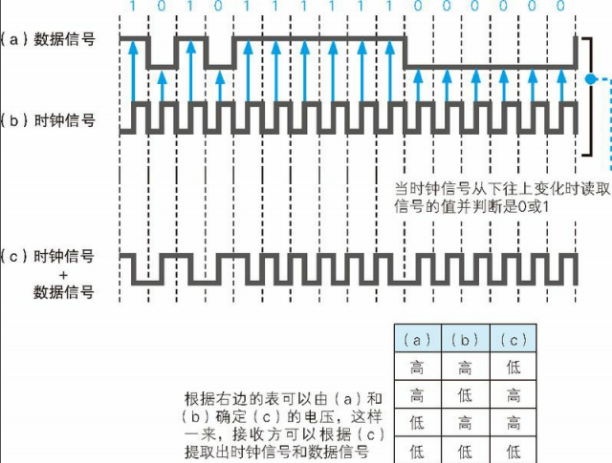 1 0 1 0 1 1 1 1 1 1 0 0 0 0 0 0
(a) 数据信号
(b) 时钟信号
当时钟信号从下往上变化时读取
信号的值并判断是0或1
(c) 时钟信号
+
数据信号
(a) (b) (c)
高 高 低
高 低 高
低 高 高
低 低 低
根据右边的表可以由(a)和
(b)确定(c)的电压，这样
一来，接收方可以根据(c)
提取出时钟信号和数据信号